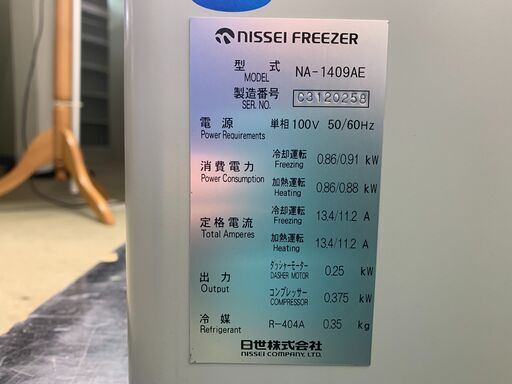 NISSEI FREEZER
型式 MODEL NA-1409AE
製造番号 SER. NO. C3120258
電源 Power Requirements 単相 100V 50/60Hz
消費電力 Power Consumption 冷却運転 Freezing 0.86/0.91 kW
加熱運転 Heating 0.86/0.88 kW
定格電流 Total Amperes 冷却運転 Freezing 13.4/11.2 A
加熱運転 Heating 13.4/11.2 A
出力 Output ダッシャーモーター DASHER MOTOR 0.25 kW
コンプレッサー COMPRESSOR 0.375 kW
冷媒 Refrigerant R-404A 0.35 kg
日世株式会社
NISSEI COMPANY, LTD.